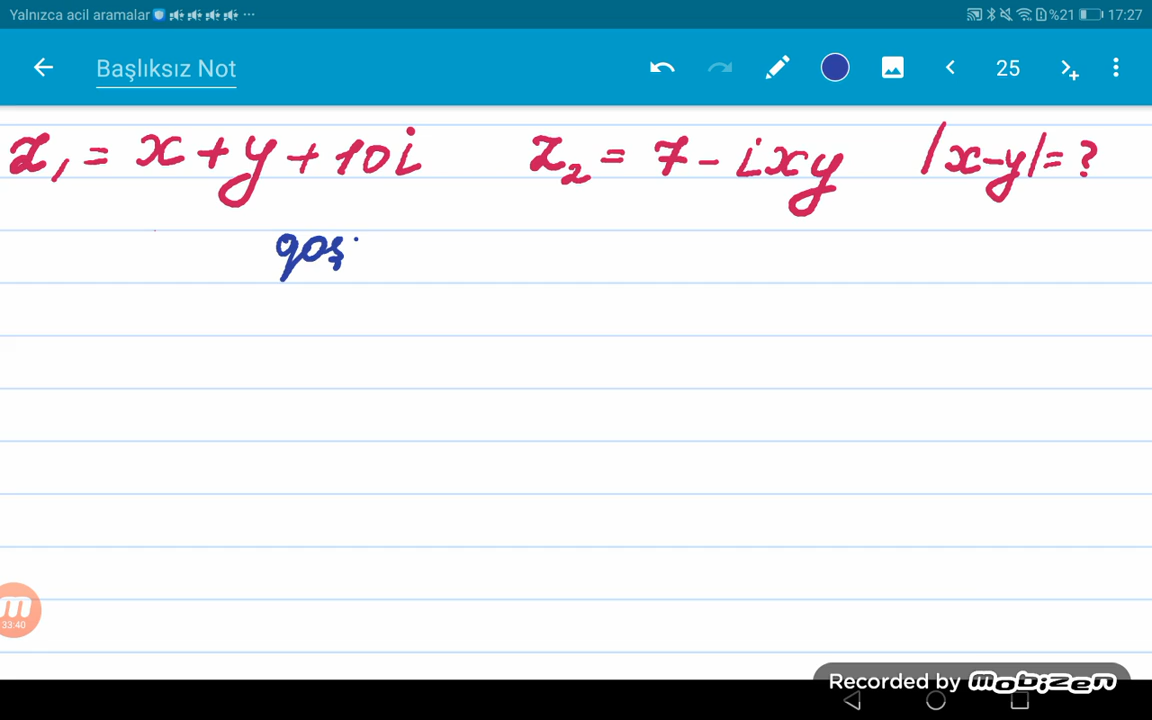 Yalnızca acil aramalar ... %21 17:27
Başlıksız Not 25
z₁ = x + y + 10i z₂ = 7 - ixy |x-y| = ?
qoş
33:40
Recorded by mobizen